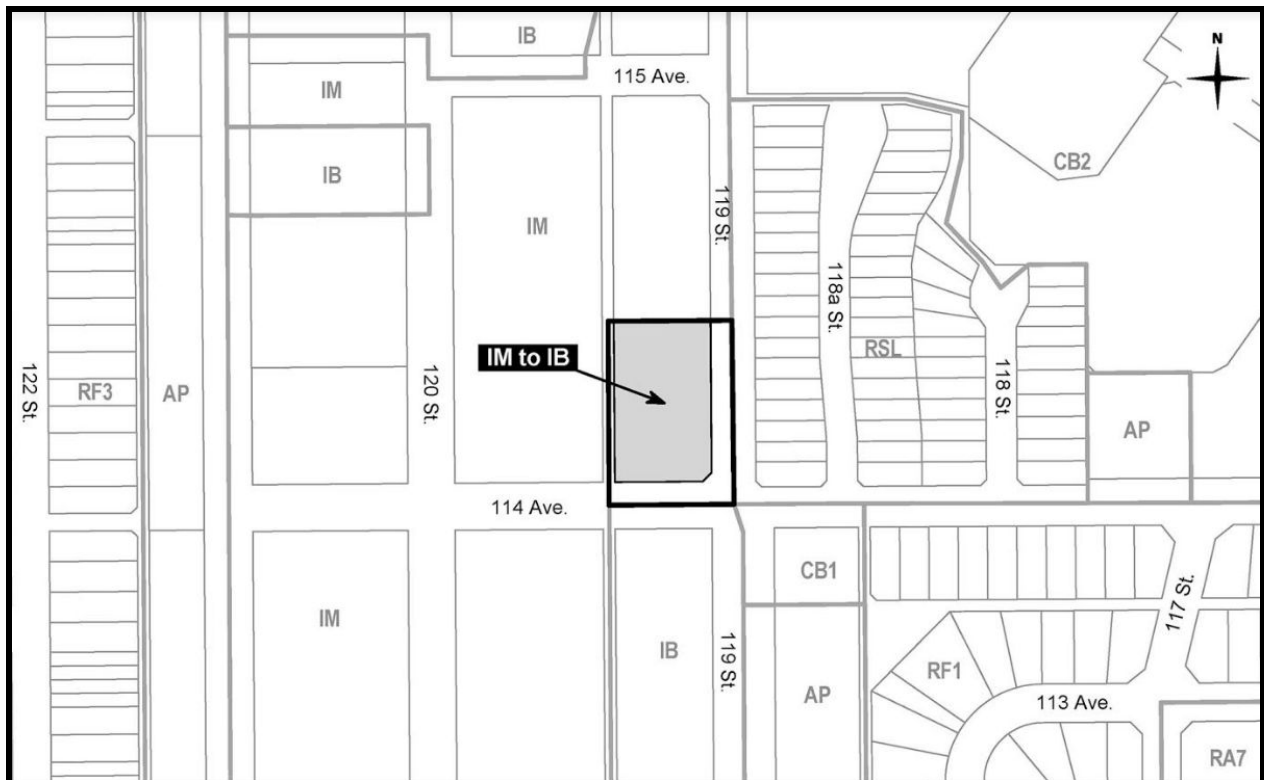 N
IB
115 Ave.
IM
CB2
IB
IM
119 St.
118a St.
IM to IB
RSL
122 St.
RF3
AP
120 St.
118 St.
AP
114 Ave.
CB1
117 St.
IM
IB
119 St.
AP
RF1
113 Ave.
RA7